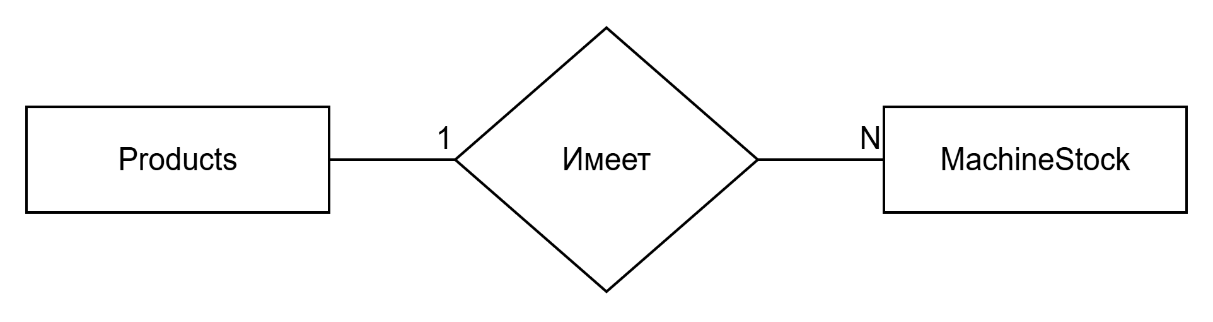 Products
1
Имеет
N
MachineStock